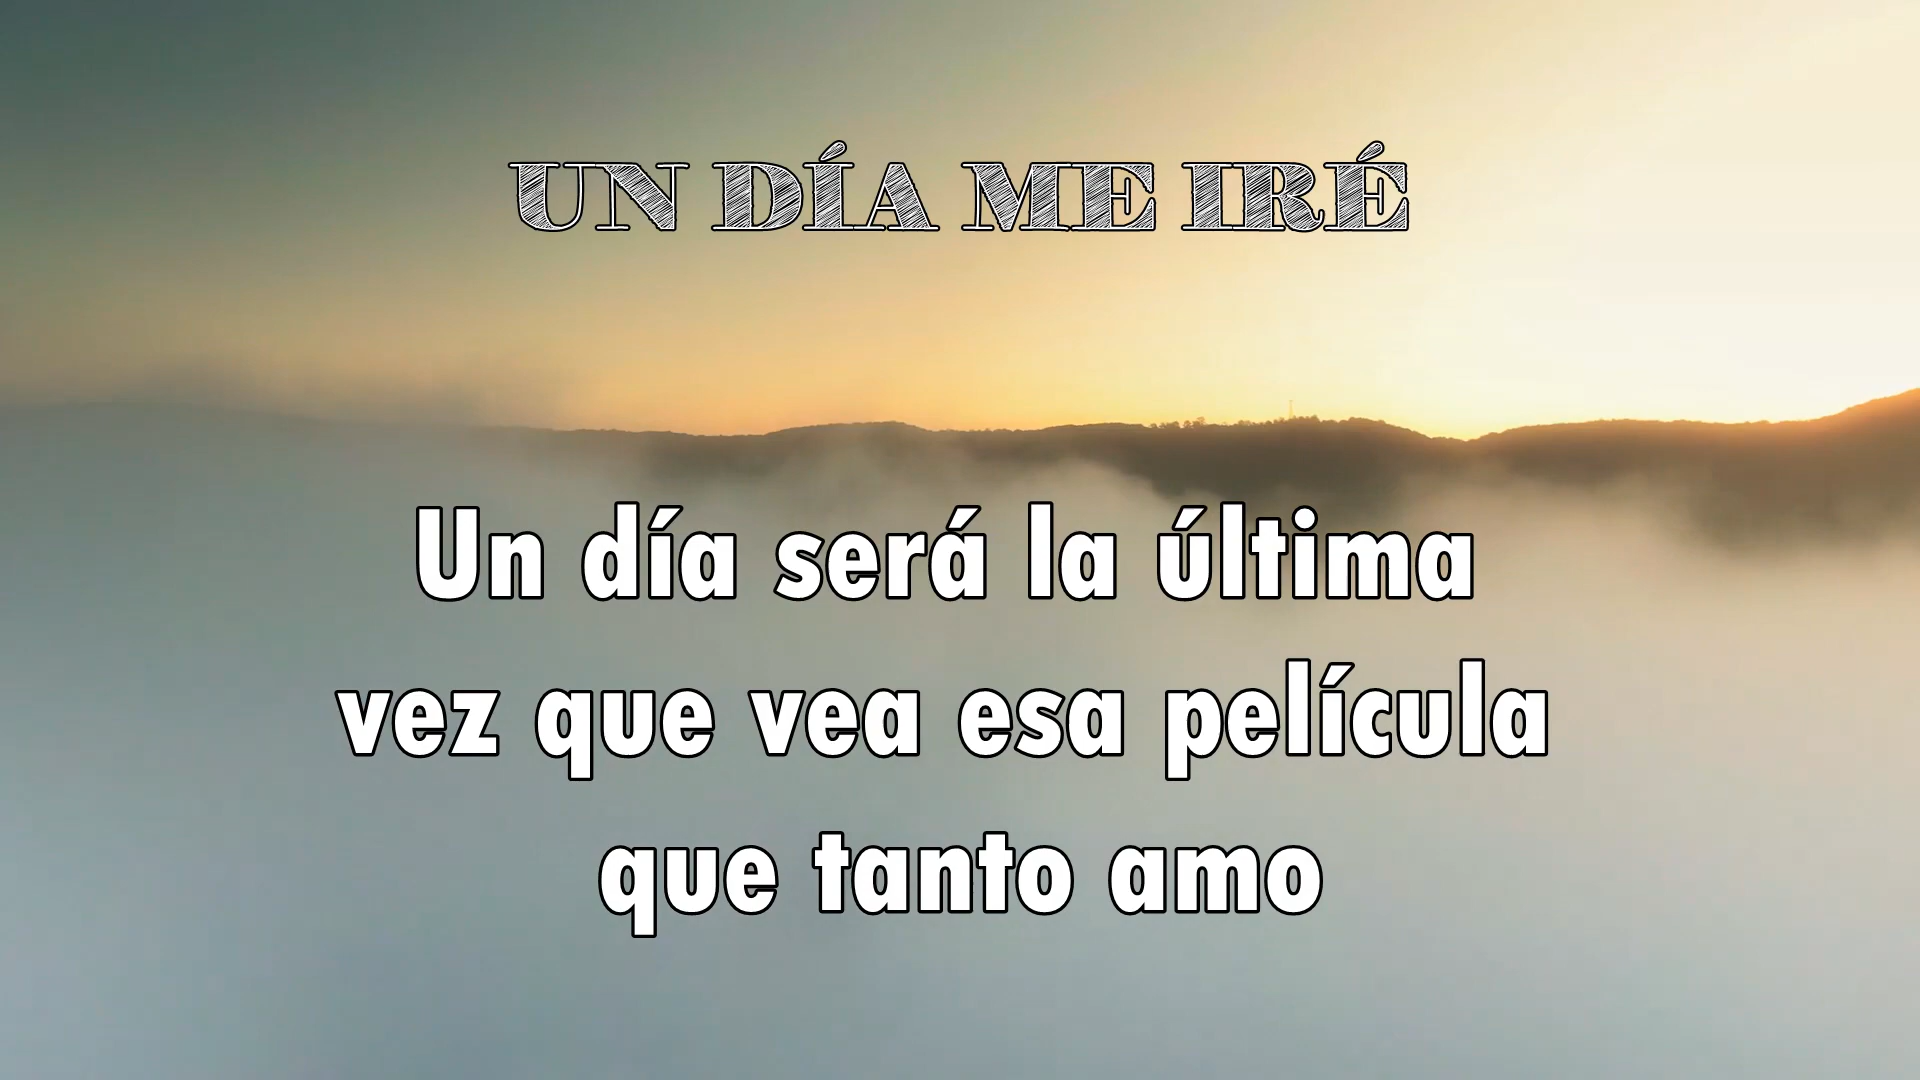 UN DÍA ME IRÉ
Un día será la última
vez que vea esa película
que tanto amo